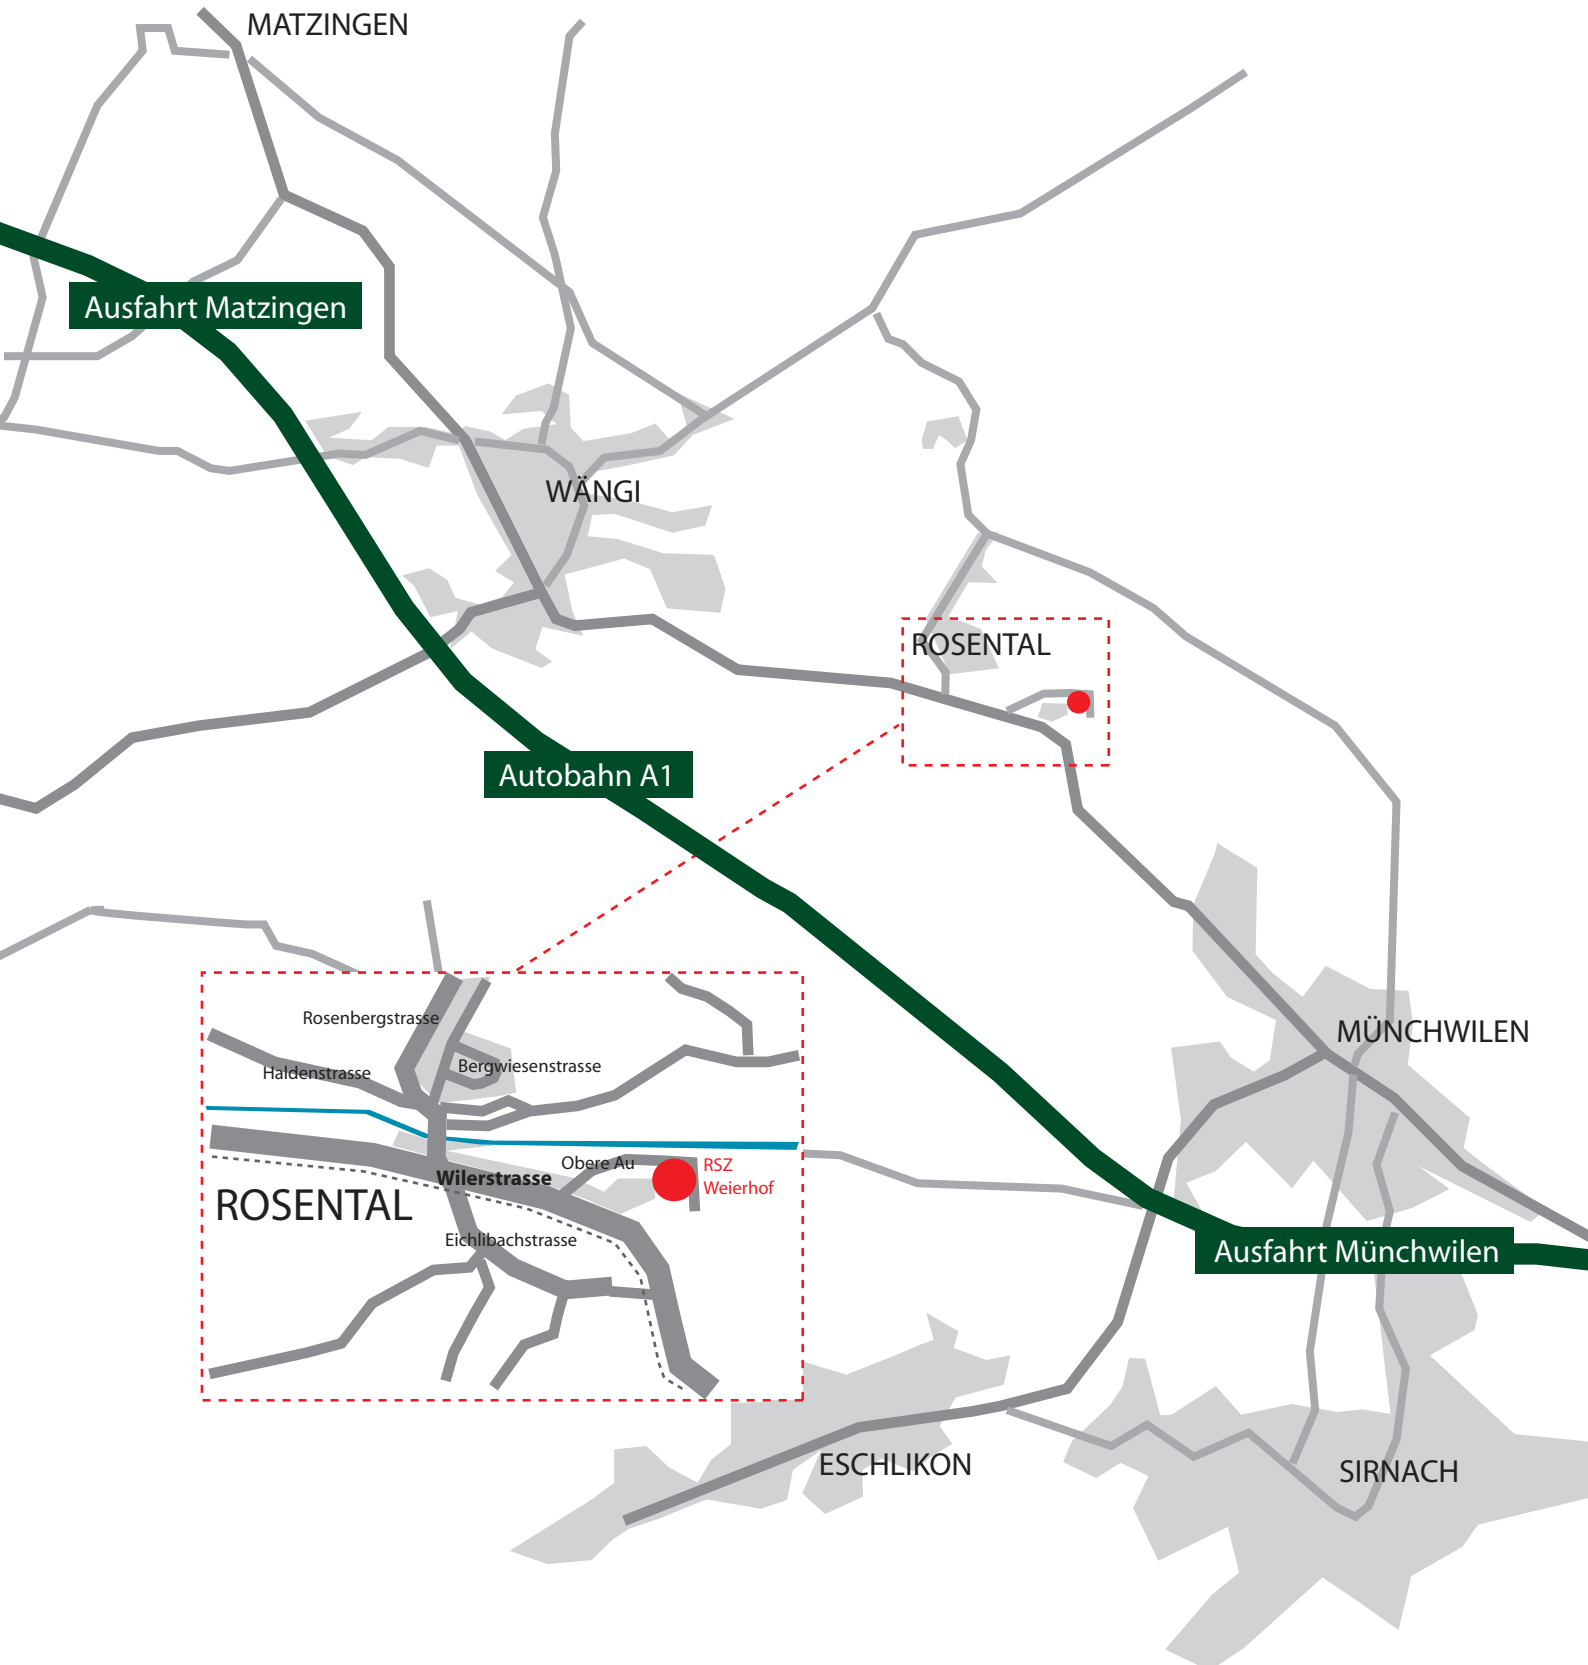 MATZINGEN
Ausfahrt Matzingen
WÄNGI
ROSENTAL
Autobahn A1
Rosenbergstrasse
Haldenstrasse
Bergwiesenstrasse
Obere Au
RSZ
Weierhof
Wilerstrasse
ROSENTAL
Eichlibachstrasse
MÜNCHWILEN
Ausfahrt Münchwilen
ESCHLIKON
SIRNACH